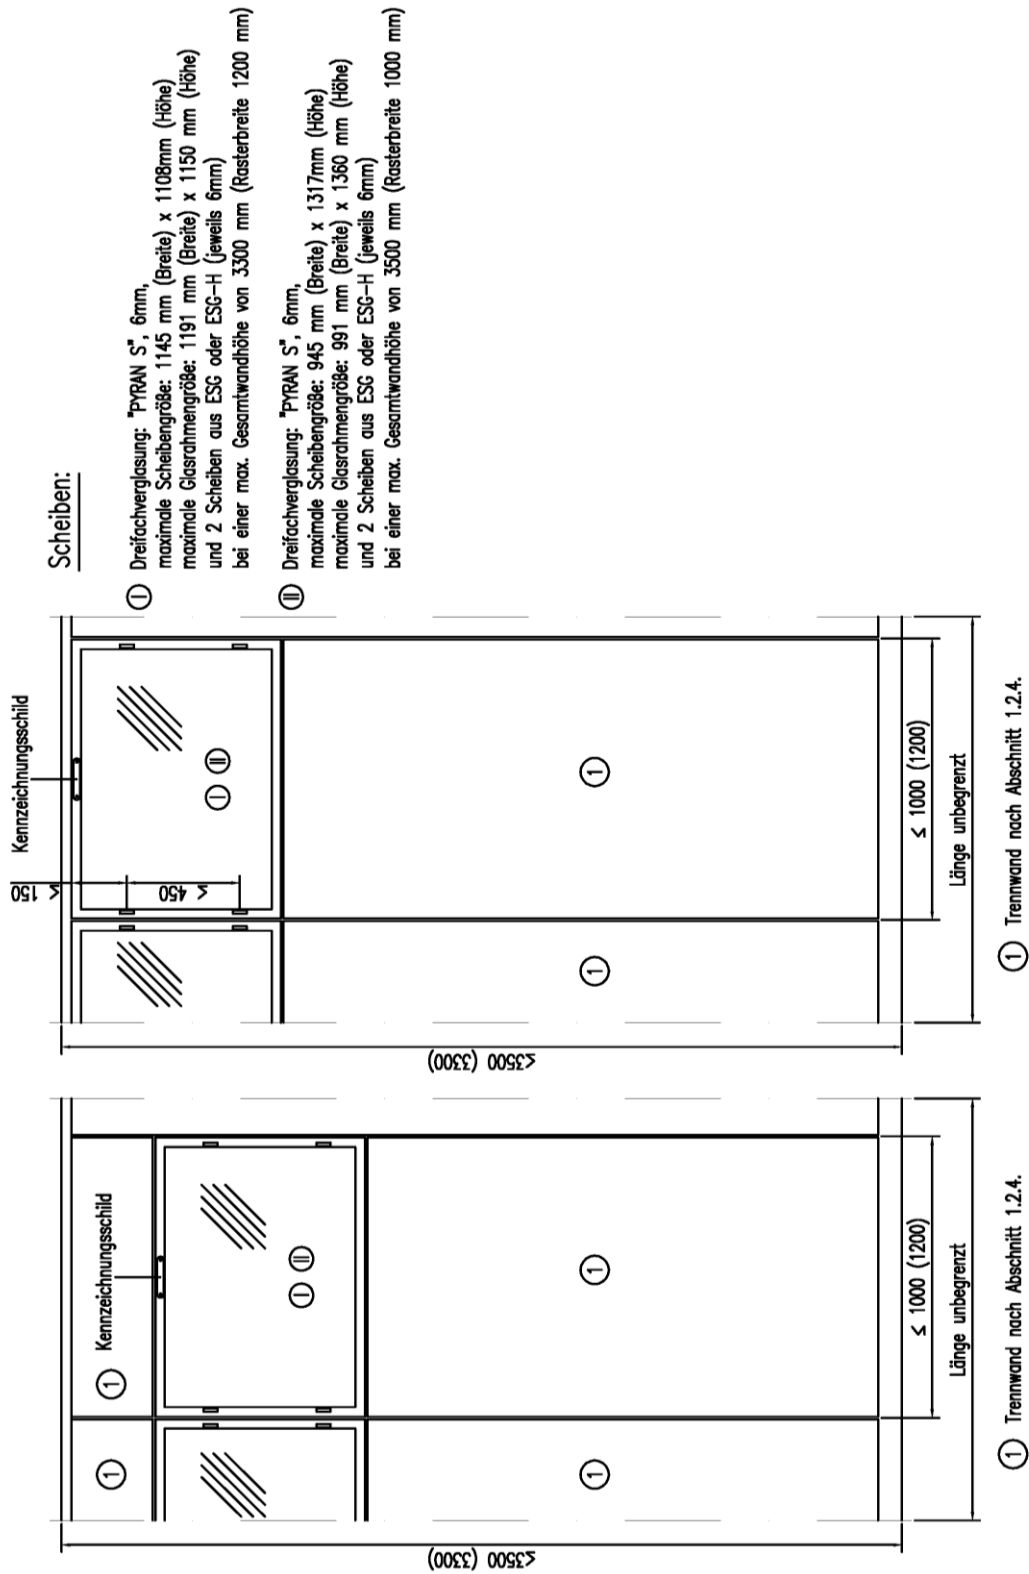 Kennzeichnungsschild
1
1
I II
1
1
≤3500 (3300)
≤ 1000 (1200)
Länge unbegrenzt
1 Trennwand nach Abschnitt 1.2.4.
Kennzeichnungsschild
≤ 150
≤ 450
I II
1
1
≤3500 (3300)
≤ 1000 (1200)
Länge unbegrenzt
1 Trennwand nach Abschnitt 1.2.4.
Scheiben:
I Dreifachverglasung: "PYRAN S", 6mm,
maximale Scheibengröße: 1145 mm (Breite) x 1108mm (Höhe)
maximale Glasrahmengröße: 1191 mm (Breite) x 1150 mm (Höhe)
und 2 Scheiben aus ESG oder ESG-H (jeweils 6mm)
bei einer max. Gesamtwandhöhe von 3300 mm (Rasterbreite 1200 mm)
II Dreifachverglasung: "PYRAN S", 6mm,
maximale Scheibengröße: 945 mm (Breite) x 1317mm (Höhe)
maximale Glasrahmengröße: 991 mm (Breite) x 1360 mm (Höhe)
und 2 Scheiben aus ESG oder ESG-H (jeweils 6mm)
bei einer max. Gesamtwandhöhe von 3500 mm (Rasterbreite 1000 mm)